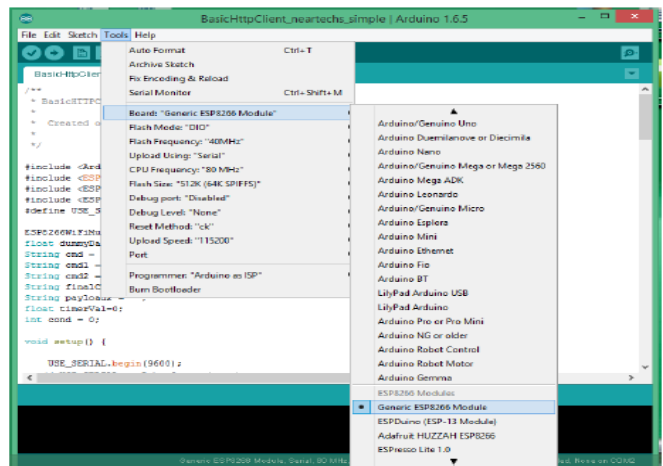 BasicHttpClient_neartechs_simple | Arduino 1.6.5
File Edit Sketch Tools Help
BasicHttpClier
/**
* BasicHTTPC
*
* Created o
*
*/
#include <Ard
#include <ESP
#include <ESP
#include <ESP
#define USE_S
ESP8266WiFiMu
float dummyDa
String cmd =
String cmd1 =
String cmd2 =
String finalC
String payload2 =
float timerVal=0;
int cond = 0;
void setup() {
USE_SERIAL.begin(9600);
Auto Format Ctrl+T
Archive Sketch
Fix Encoding & Reload
Serial Monitor Ctrl+Shift+M
Board: "Generic ESP8266 Module"
Flash Mode: "DIO"
Flash Frequency: "40MHz"
Upload Using: "Serial"
CPU Frequency: "80 MHz"
Flash Size: "512K (64K SPIFFS)"
Debug port: "Disabled"
Debug Level: "None"
Reset Method: "ck"
Upload Speed: "115200"
Port
Programmer: "Arduino as ISP"
Burn Bootloader
Arduino/Genuino Uno
Arduino Duemilanove or Diecimila
Arduino Nano
Arduino/Genuino Mega or Mega 2560
Arduino Mega ADK
Arduino Leonardo
Arduino/Genuino Micro
Arduino Esplora
Arduino Mini
Arduino Ethernet
Arduino Fio
Arduino BT
LilyPad Arduino USB
LilyPad Arduino
Arduino Pro or Pro Mini
Arduino NG or older
Arduino Robot Control
Arduino Robot Motor
Arduino Gemma
ESP8266 Modules
Generic ESP8266 Module
ESPDuino (ESP-13 Module)
Adafruit HUZZAH ESP8266
ESPresso Lite 1.0
Generic ESP8266 Module, Serial, 80 MHz
led, None on COM2